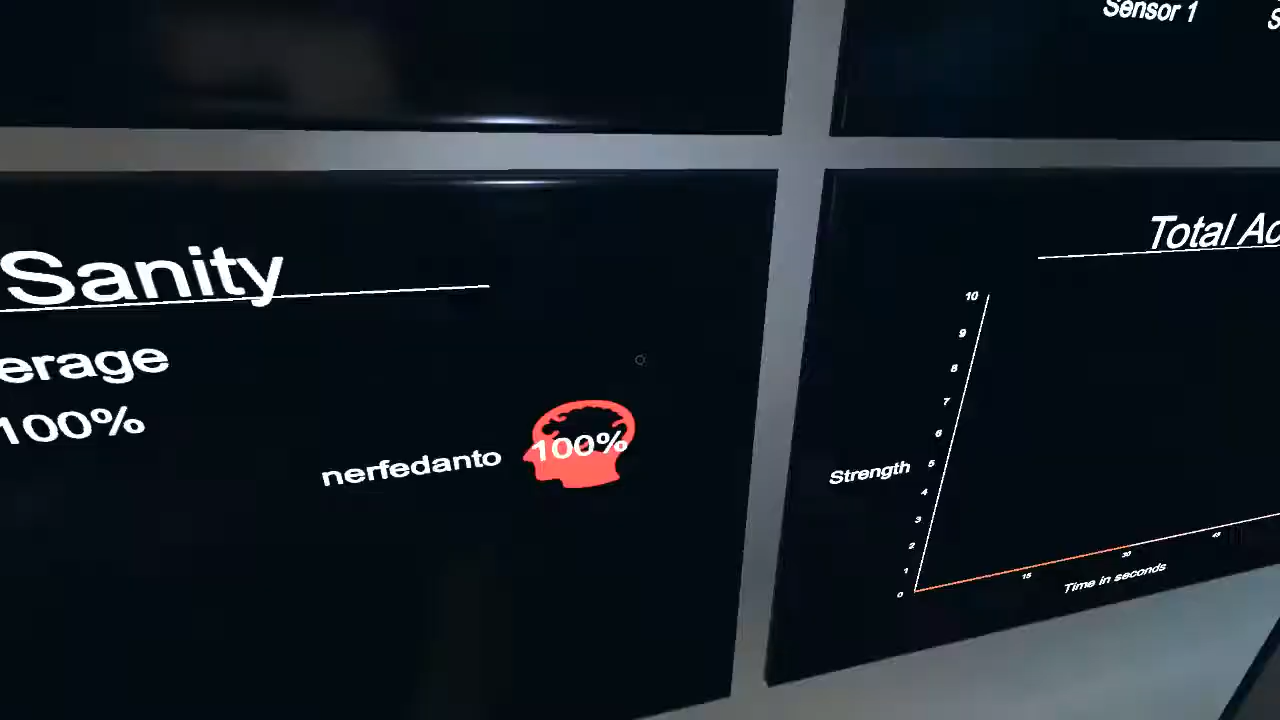 Sensor 1
Sanity
erage
100%
nerfedanto
100%
Total Ac
10
9
8
7
6
5
4
3
2
1
0
Strength
15
30
45
Time in seconds